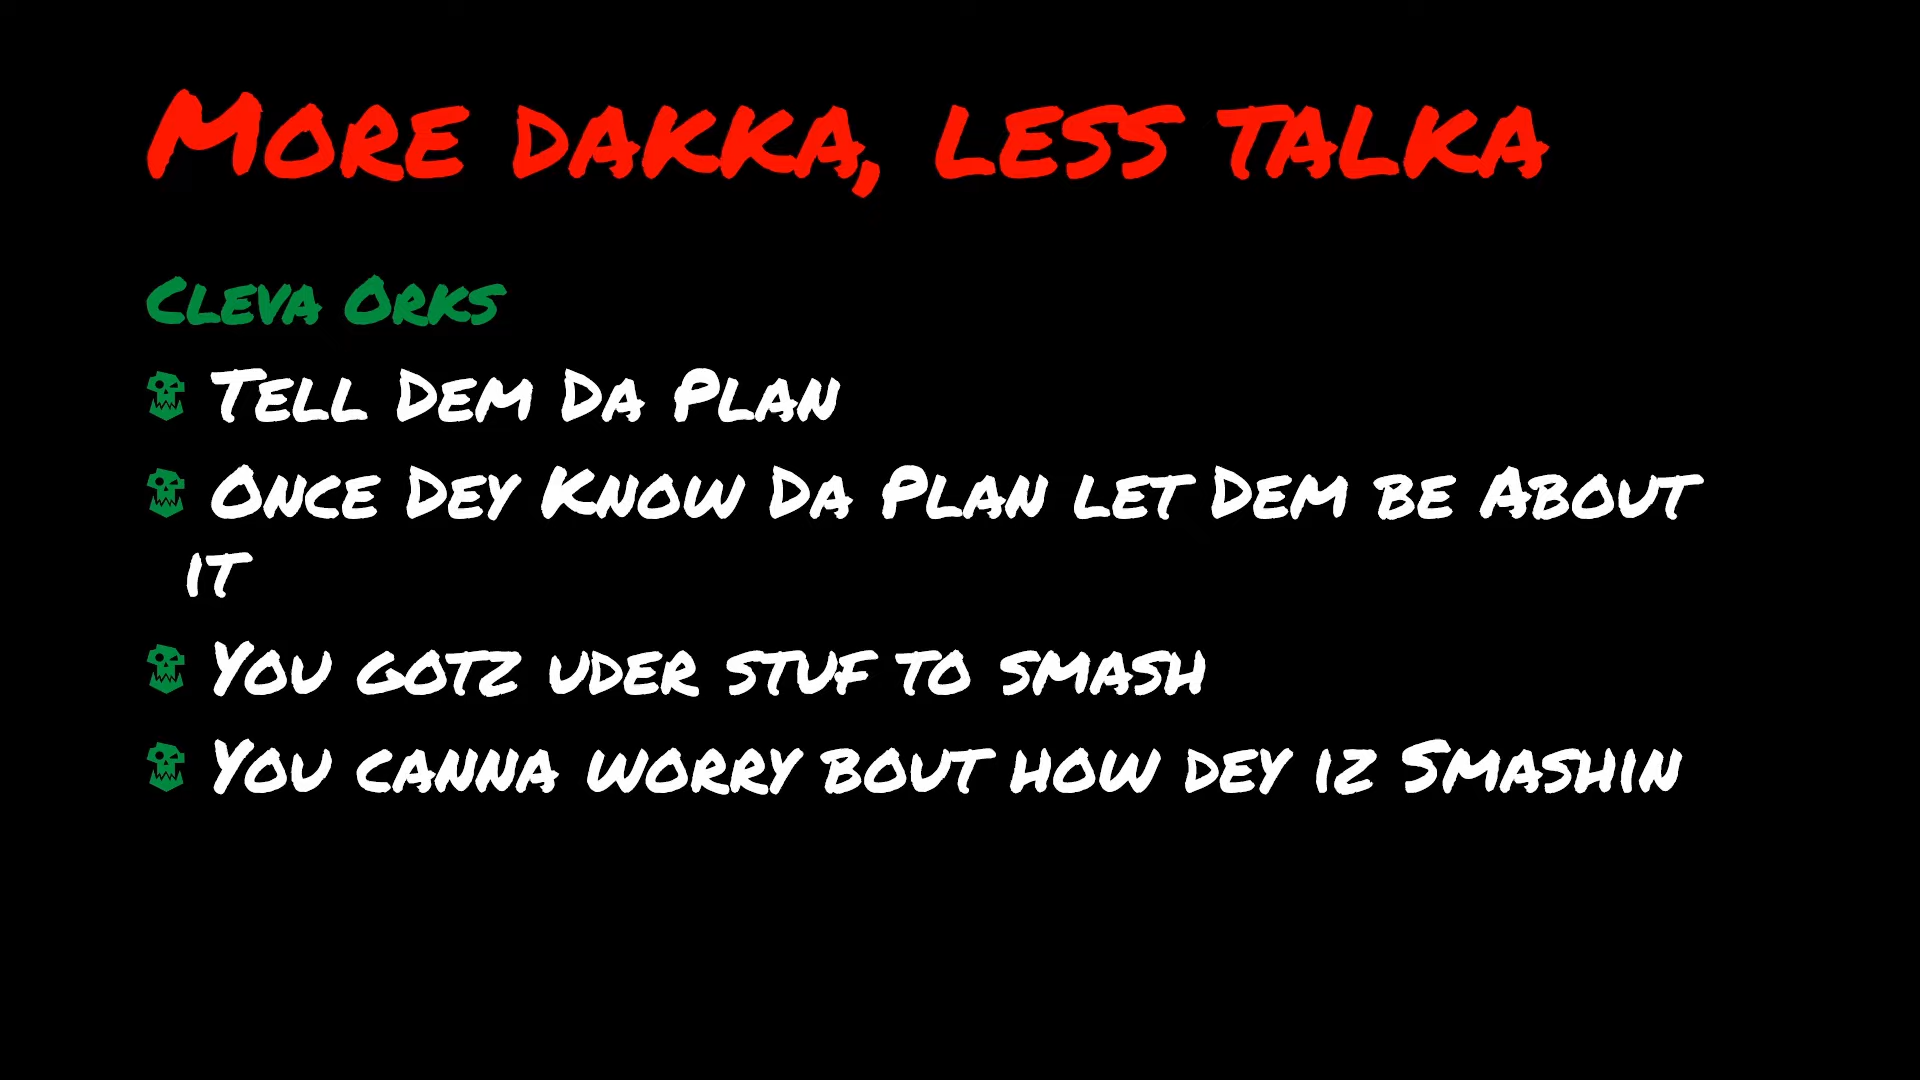 More dakka, less talka
Cleva Orks
Tell Dem Da Plan
Once Dey Know Da Plan let Dem be About
it
You gotz uder stuf to smash
You canna worry bout how dey iz Smashin